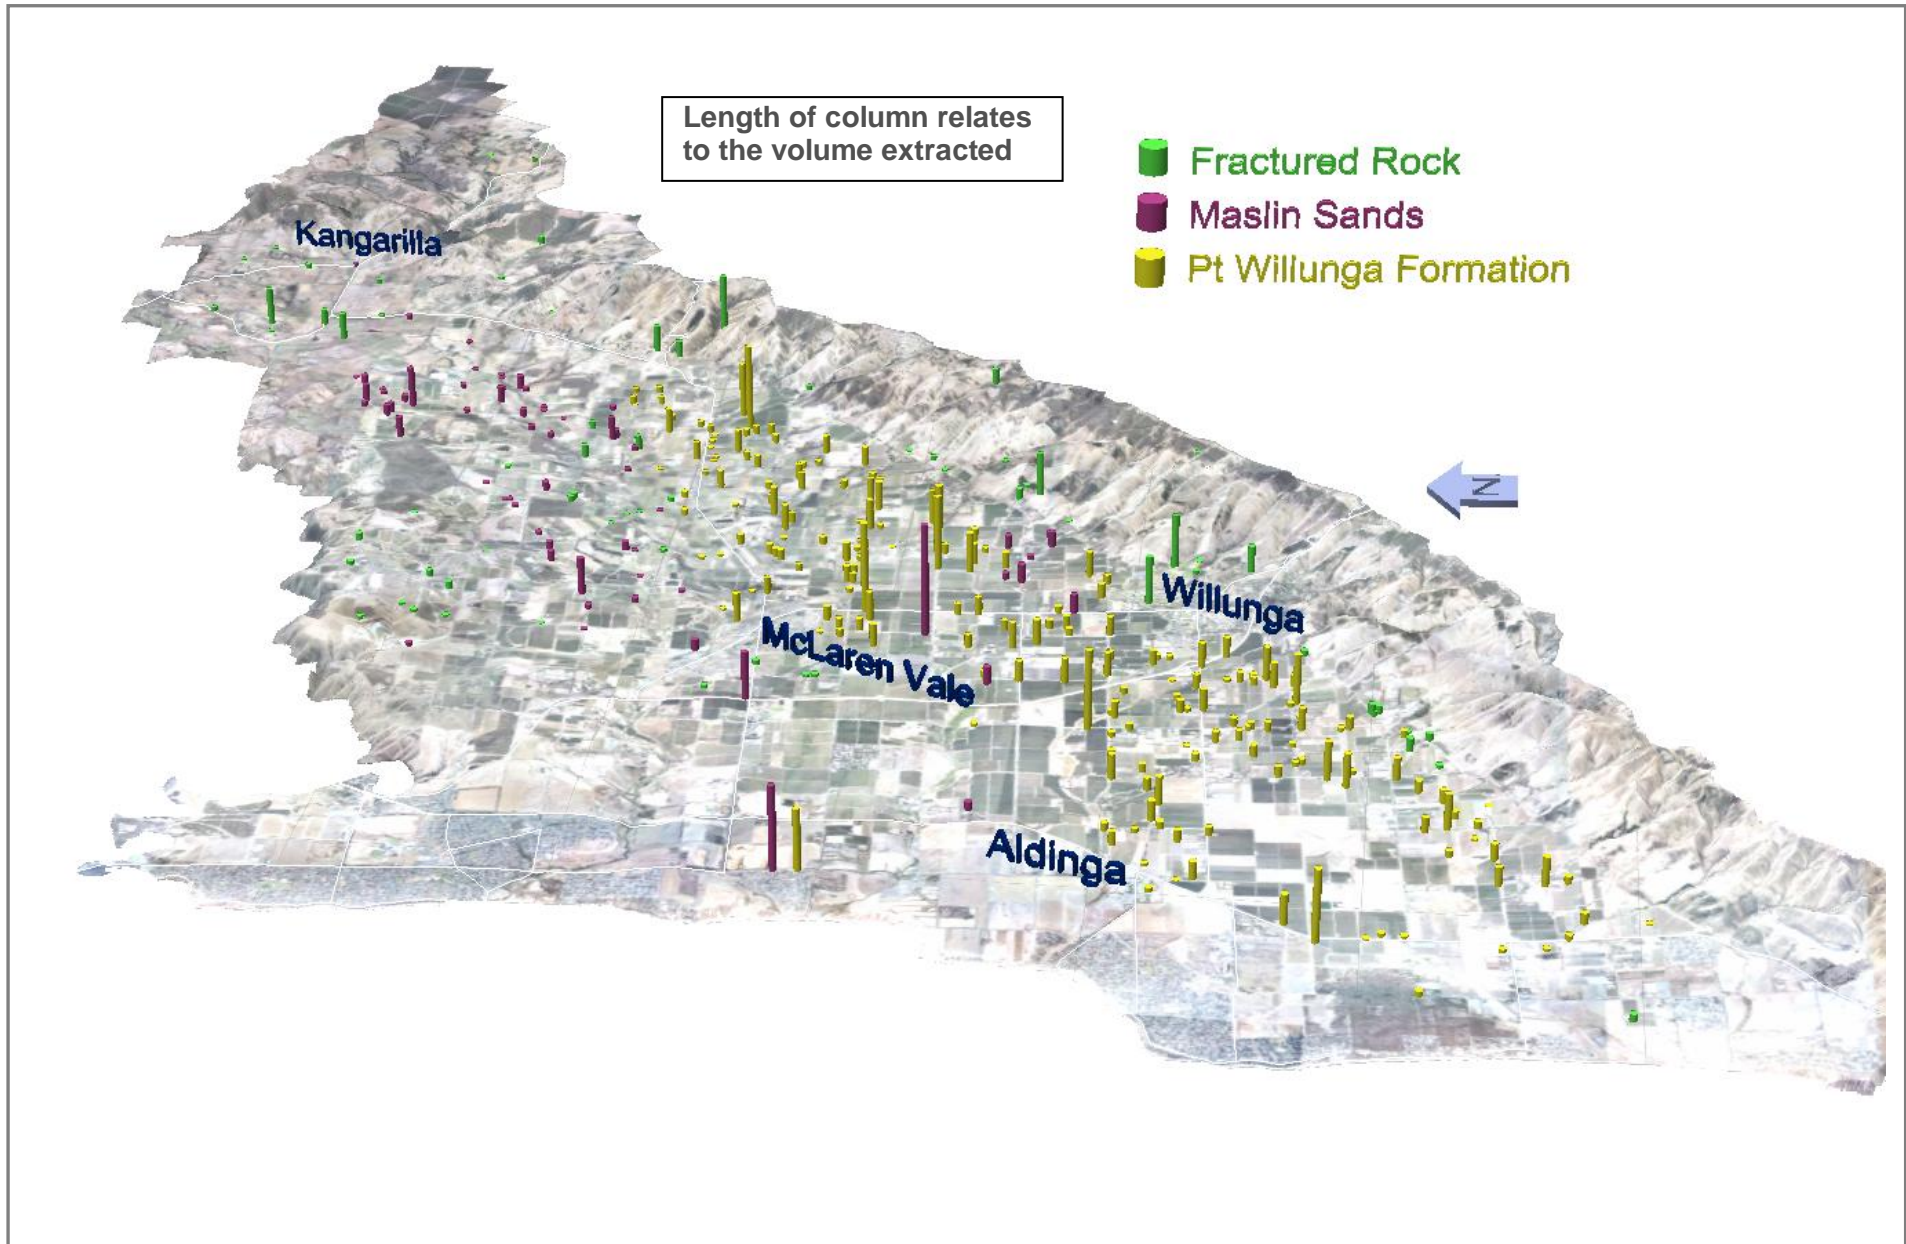 Length of column relates
to the volume extracted
Fractured Rock
Maslin Sands
Pt Willunga Formation
Kangarilla
N
Willunga
McLaren Vale
Aldinga